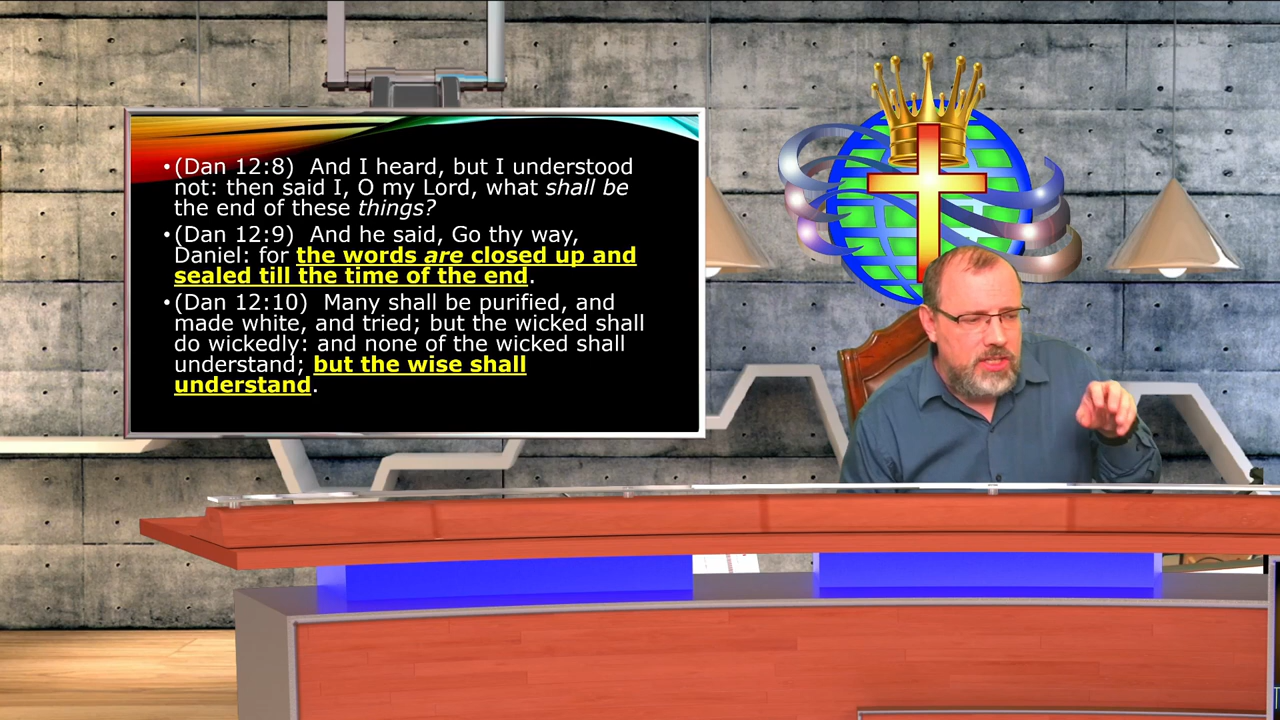 • (Dan 12:8)  And I heard, but I understood
not: then said I, O my Lord, what shall be
the end of these things?
• (Dan 12:9)  And he said, Go thy way,
Daniel: for the words are closed up and
sealed till the time of the end.
• (Dan 12:10)  Many shall be purified, and
made white, and tried; but the wicked shall
do wickedly: and none of the wicked shall
understand; but the wise shall
understand.